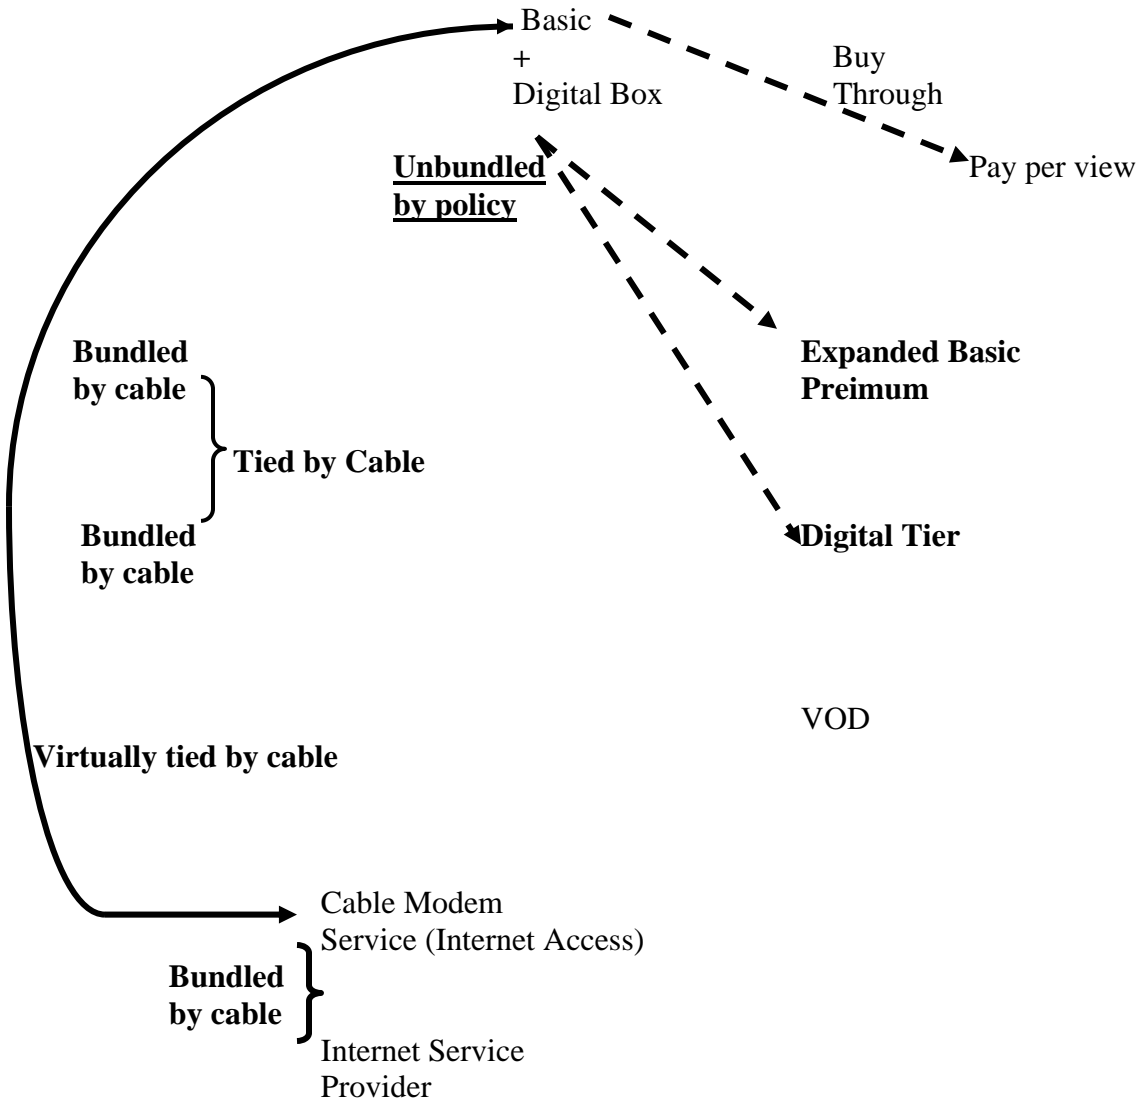 Basic
+
Digital Box
Buy
Through
Pay per view
Unbundled
by policy
Bundled
by cable
Expanded Basic
Preimum
Tied by Cable
Bundled
by cable
Digital Tier
VOD
Virtually tied by cable
Cable Modem
Service (Internet Access)
Bundled
by cable
Internet Service
Provider